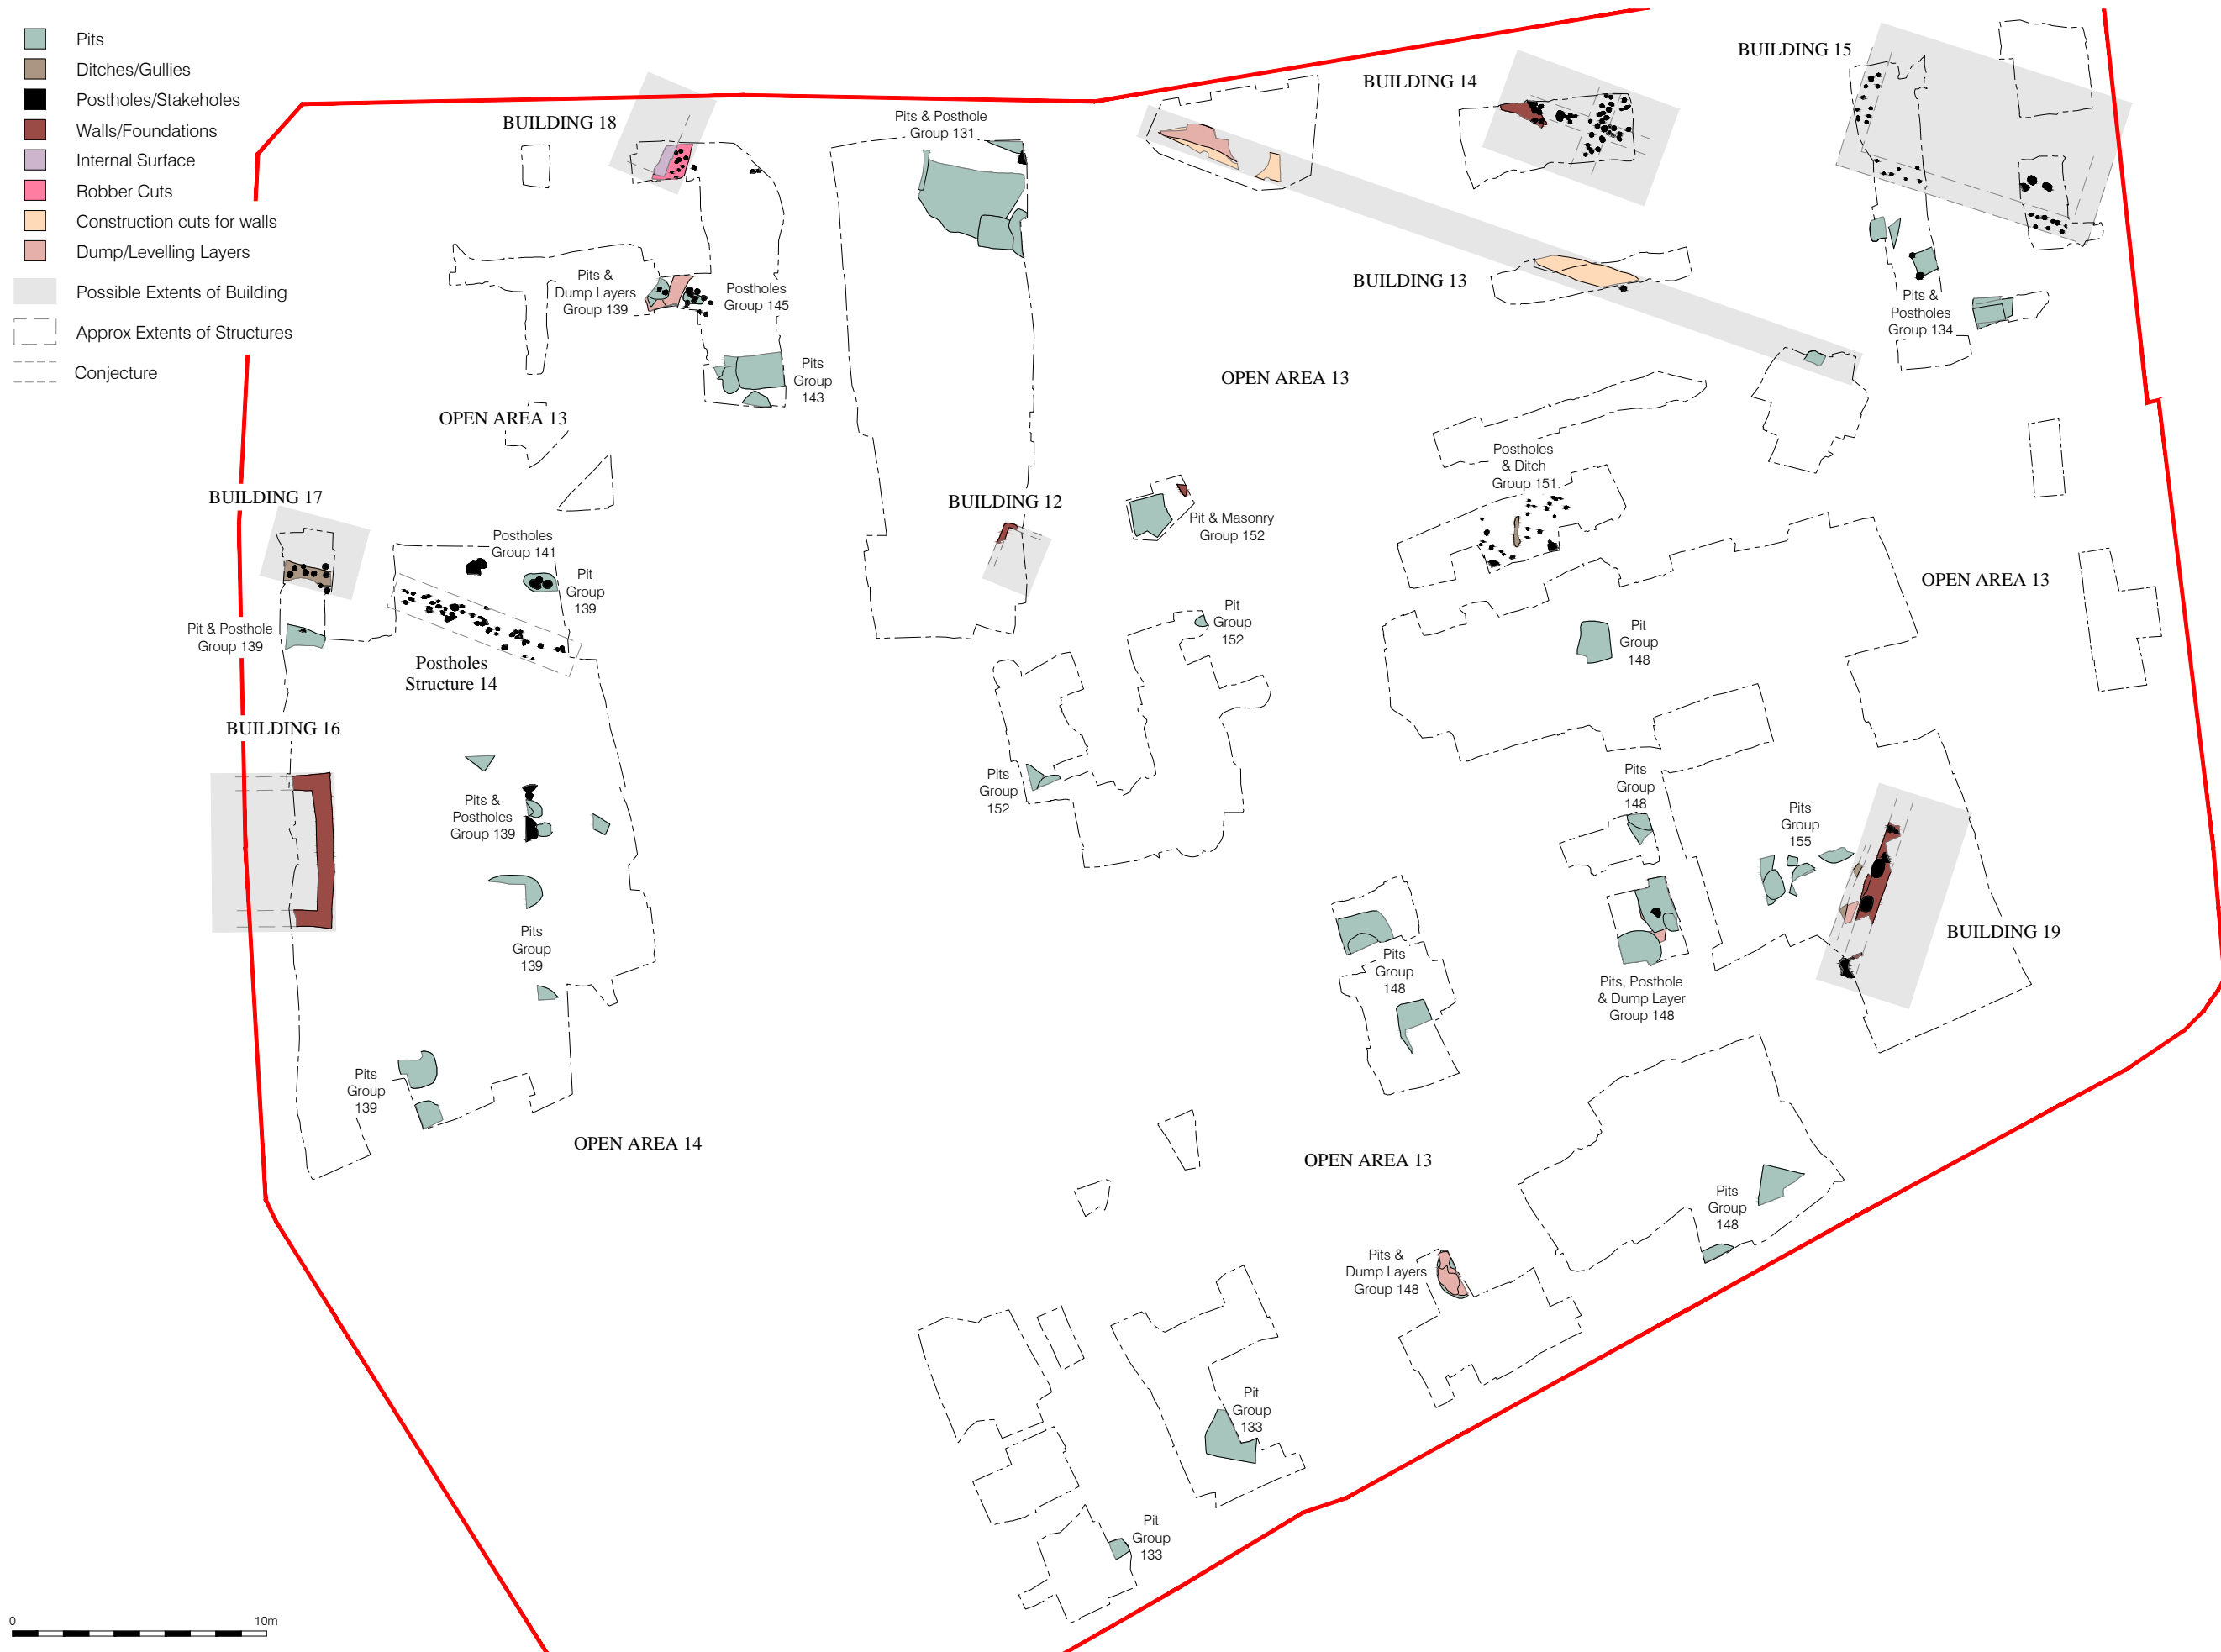 Pits
Ditches/Gullies
Postholes/Stakeholes
Walls/Foundations
Internal Surface
Robber Cuts
Construction cuts for walls
Dump/Levelling Layers
Possible Extents of Building
Approx Extents of Structures
Conjecture
BUILDING 18
Pits & Posthole
Group 131
BUILDING 14
BUILDING 15
Pits &
Dump Layers
Group 139
Postholes
Group 145
BUILDING 13
Pits &
Postholes
Group 134
Pits
Group
143
OPEN AREA 13
OPEN AREA 13
Postholes
& Ditch
Group 151
BUILDING 17
BUILDING 12
Pit & Masonry
Group 152
Postholes
Group 141
Pit
Group
139
OPEN AREA 13
Pit & Posthole
Group 139
Pit
Group
152
Pit
Group
148
Postholes
Structure 14
BUILDING 16
Pits
Group
152
Pits
Group
148
Pits &
Postholes
Group 139
Pits
Group
155
BUILDING 19
Pits
Group
139
Pits
Group
148
Pits, Posthole
& Dump Layer
Group 148
Pits
Group
139
OPEN AREA 14
OPEN AREA 13
Pits
Group
148
Pits &
Dump Layers
Group 148
Pit
Group
133
Pit
Group
133
0
10m